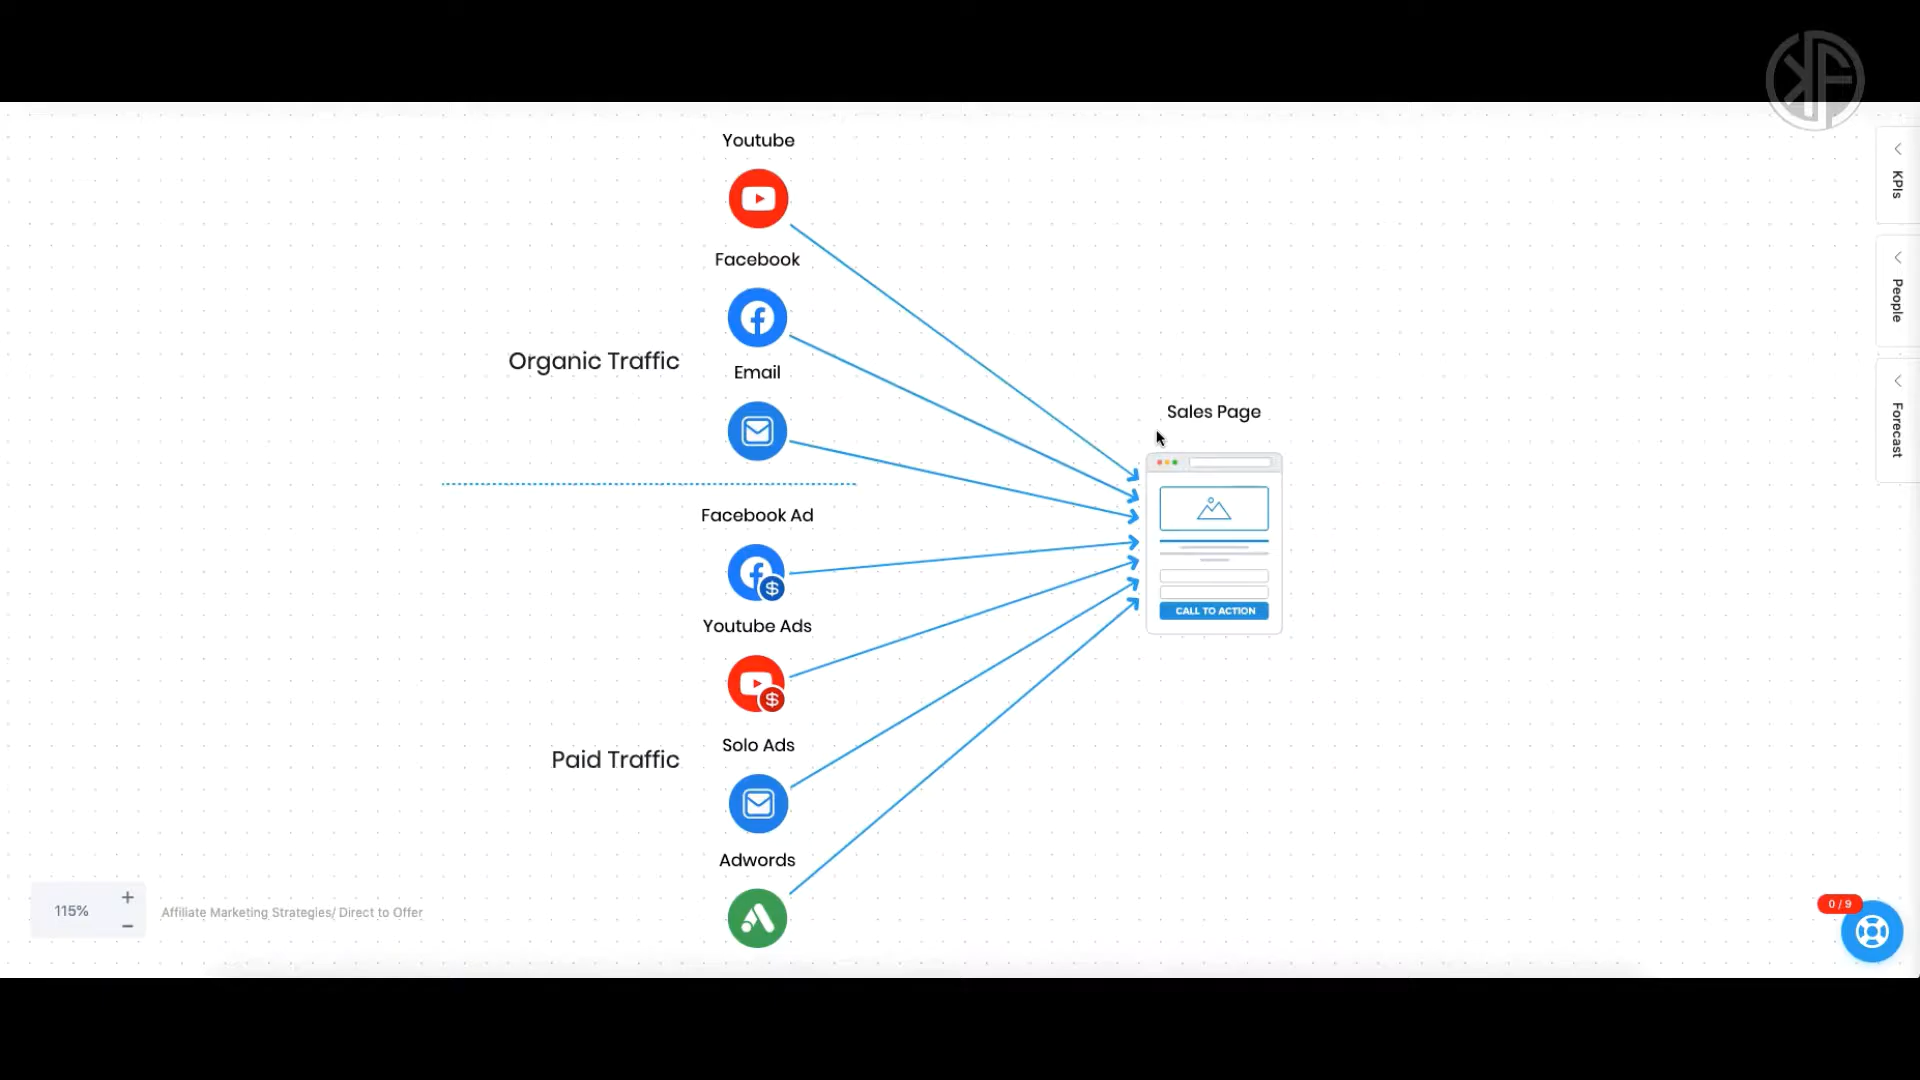 Youtube
Facebook
Organic Traffic
Email
Sales Page
Facebook Ad
Youtube Ads
Paid Traffic
Solo Ads
Adwords
CALL TO ACTION
KPIs
People
Forecast
115%
+
−
Affiliate Marketing Strategies/ Direct to Offer
0 / 9